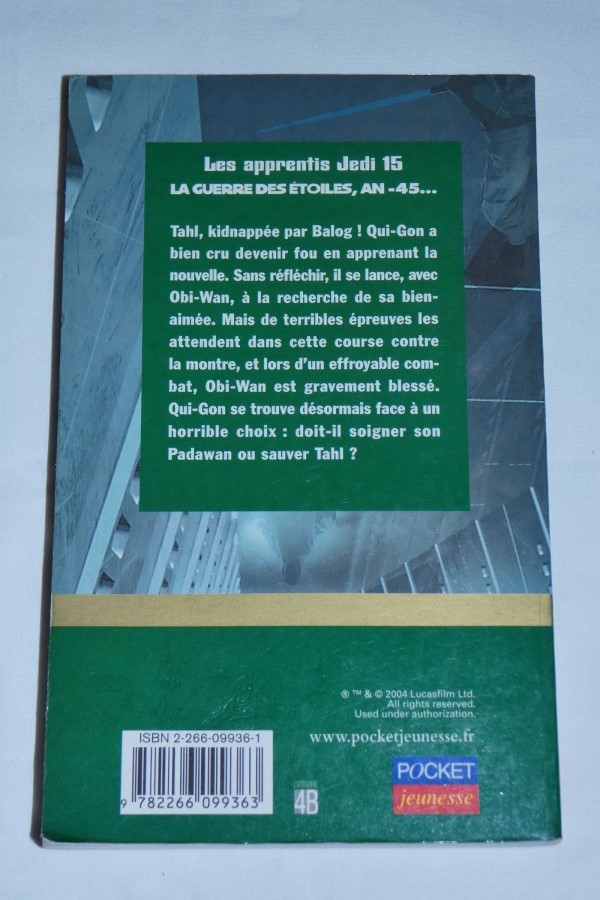 Les apprentis Jedi 15
LA GUERRE DES ÉTOILES, AN -45...
Tahl, kidnappée par Balog ! Qui-Gon a
bien cru devenir fou en apprenant la
nouvelle. Sans réfléchir, il se lance, avec
Obi-Wan, à la recherche de sa bien-
aimée. Mais de terribles épreuves les
attendent dans cette course contre
la montre, et lors d'un effroyable com-
bat, Obi-Wan est gravement blessé.
Qui-Gon se trouve désormais face à un
horrible choix : doit-il soigner son
Padawan ou sauver Tahl ?
® ™ & © 2004 Lucasfilm Ltd.
All rights reserved.
Used under authorization.
www.pocketjeunesse.fr
ISBN 2-266-09936-1
9 782266 099363
CATÉGORIE
4B
POCKET
jeunesse